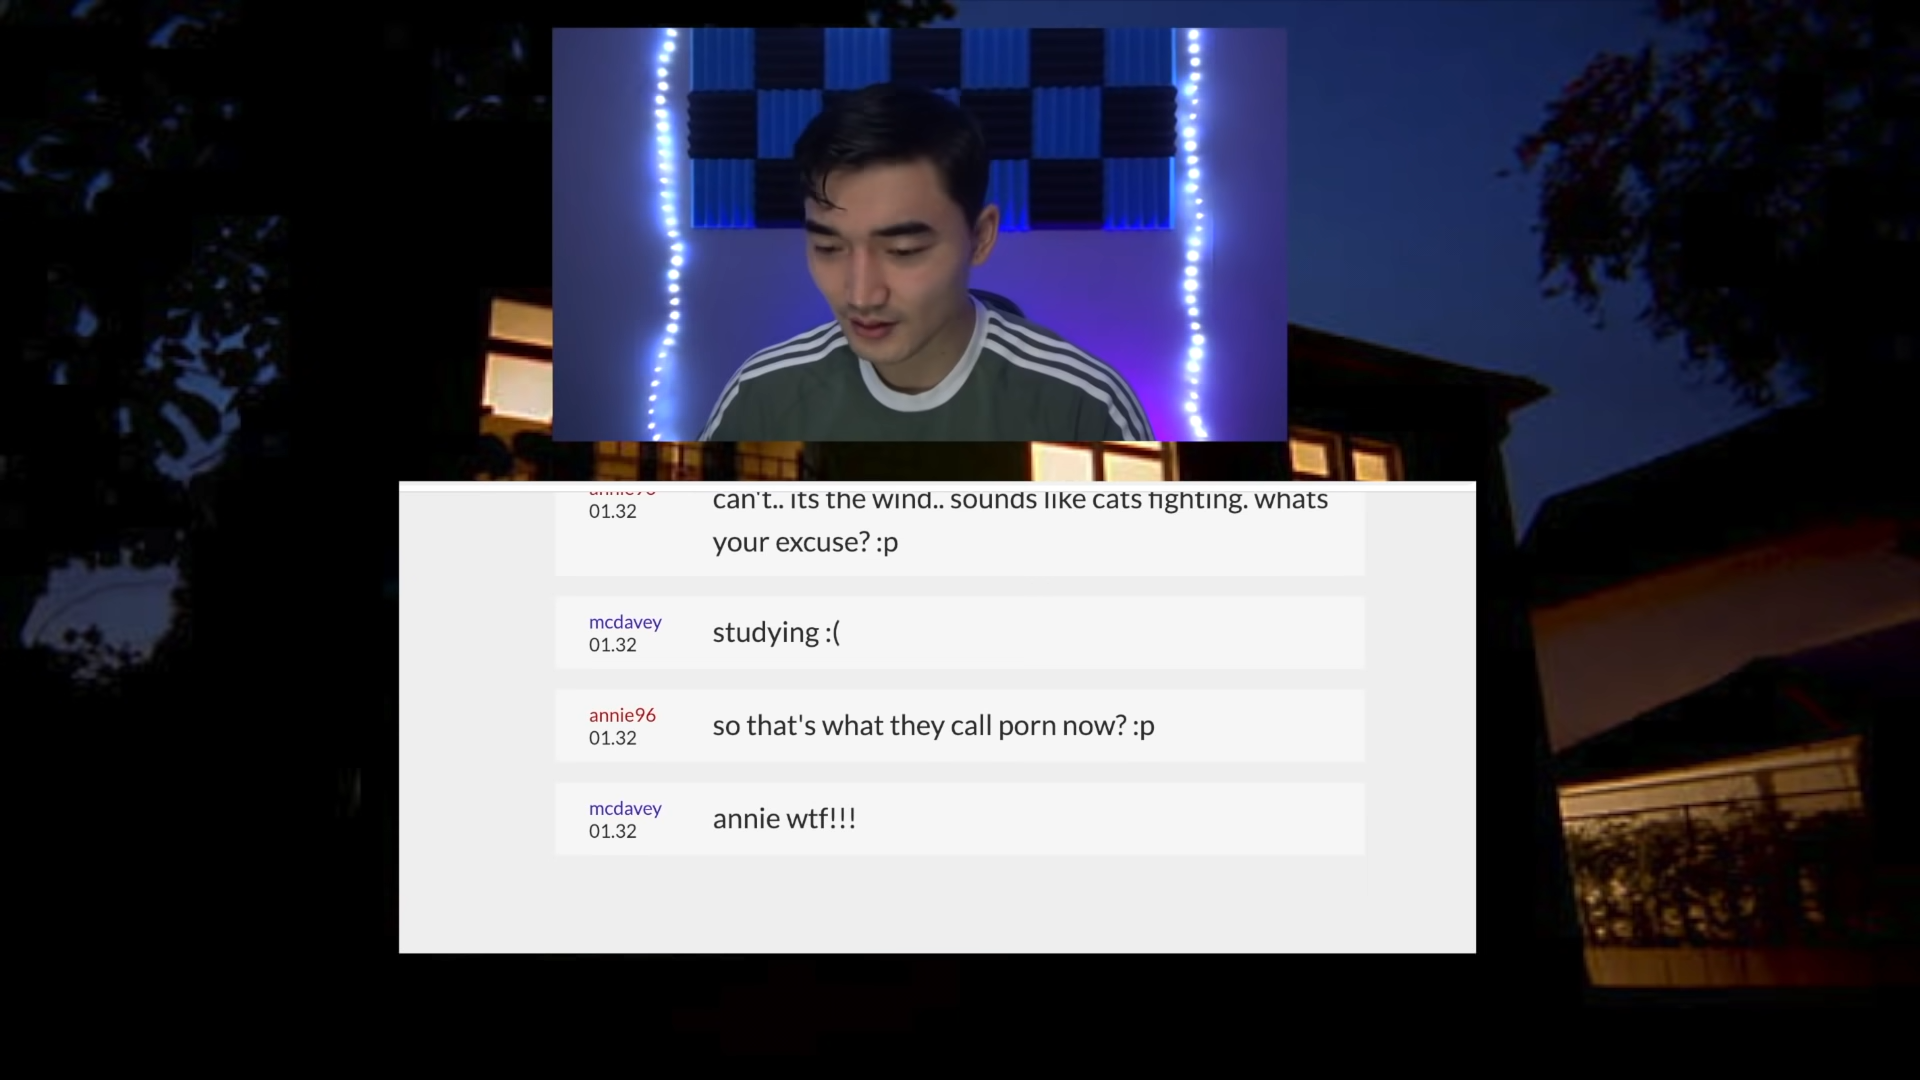 annie96
01.32
can't.. its the wind.. sounds like cats fighting. whats
your excuse? :p
mcdavey
01.32
studying :(
annie96
01.32
so that's what they call porn now? :p
mcdavey
01.32
annie wtf!!!